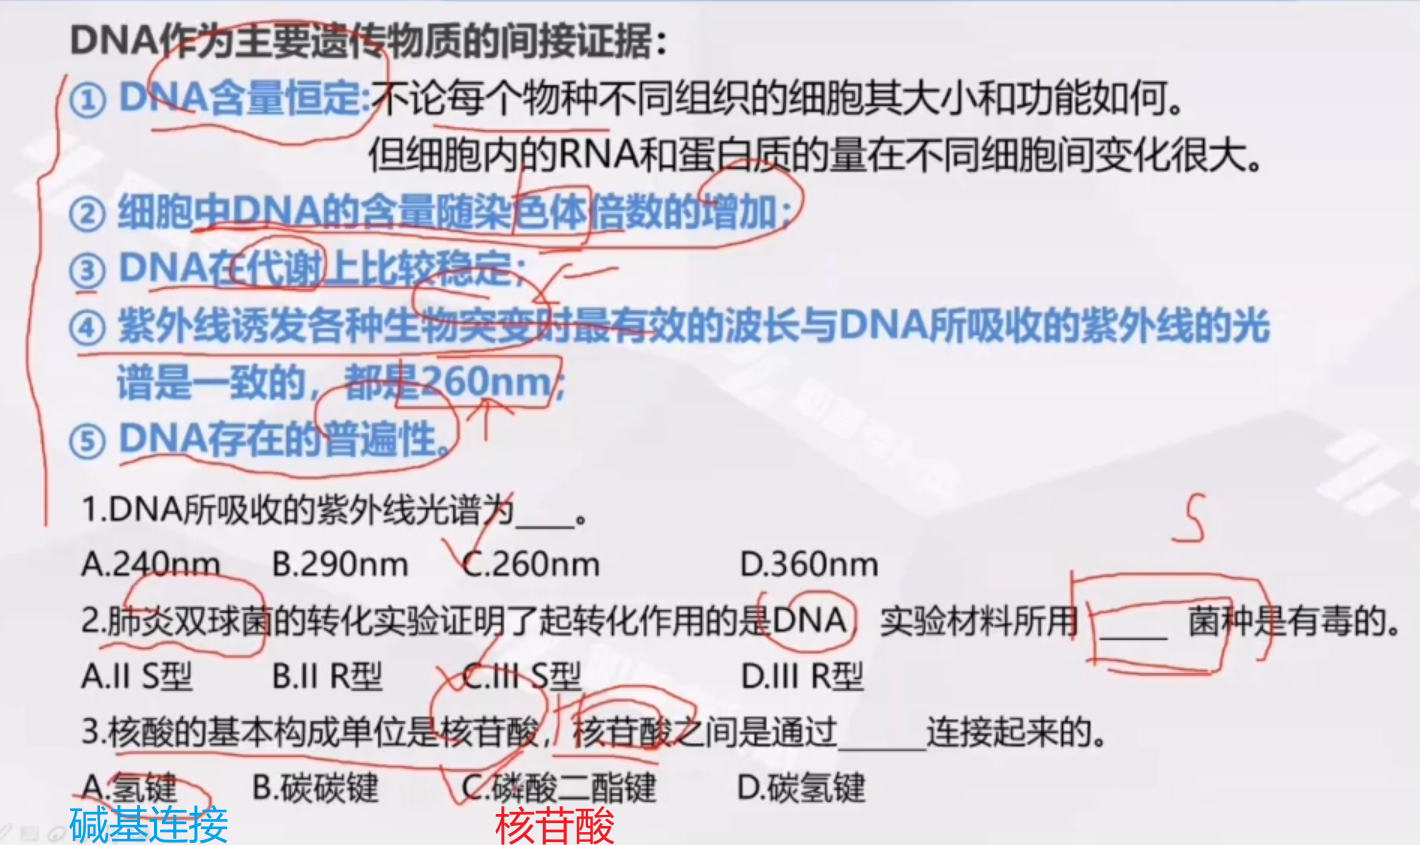 DNA作为主要遗传物质的间接证据：
① DNA含量恒定:不论每个物种不同组织的细胞其大小和功能如何。
但细胞内的RNA和蛋白质的量在不同细胞间变化很大。
② 细胞中DNA的含量随染色体倍数的增加；
③ DNA在代谢上比较稳定；
④ 紫外线诱发各种生物突变时最有效的波长与DNA所吸收的紫外线的光
谱是一致的，都是260nm；
⑤ DNA存在的普遍性。
S
1.DNA所吸收的紫外线光谱为____。
A.240nm B.290nm C.260nm D.360nm
2.肺炎双球菌的转化实验证明了起转化作用的是DNA 实验材料所用 ____ 菌种是有毒的。
A.II S型 B.II R型 C.III S型 D.III R型
3.核酸的基本构成单位是核苷酸，核苷酸之间是通过_____连接起来的。
A.氢键 B.碳碳键 C.磷酸二酯键 D.碳氢键
碱基连接 核苷酸